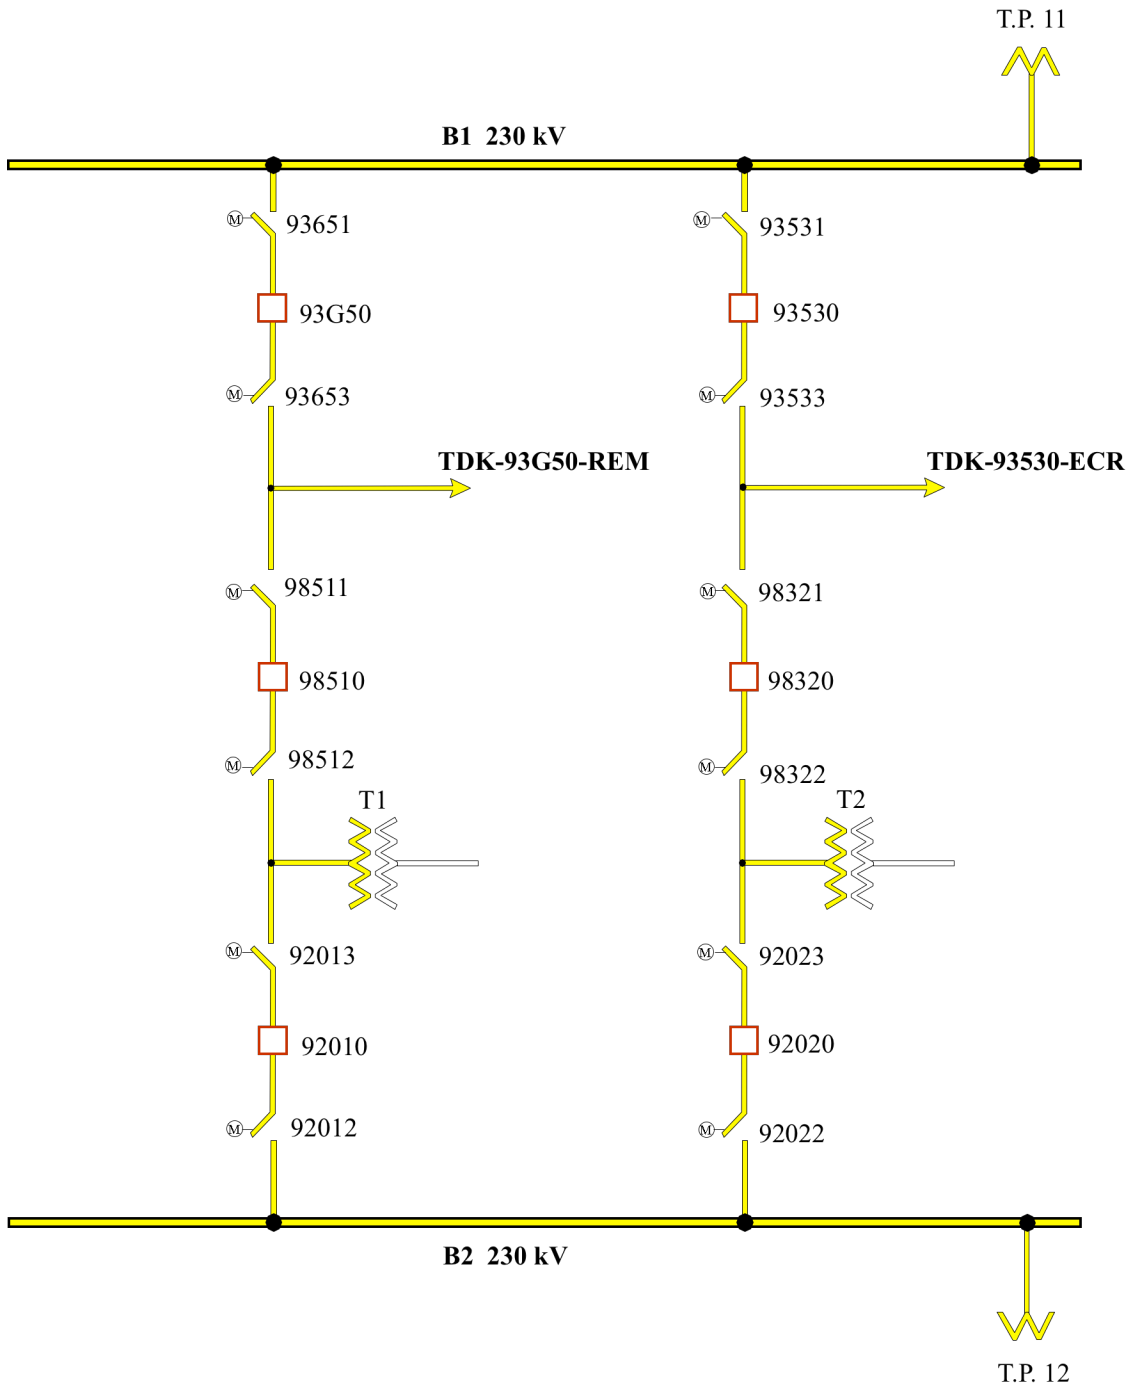 T.P. 11
B1 230 kV
M 93651
M 93531
93G50
93530
M 93653
M 93533
TDK-93G50-REM
TDK-93530-ECR
M 98511
M 98321
98510
98320
M 98512
M 98322
T1
T2
M 92013
M 92023
92010
92020
M 92012
M 92022
B2 230 kV
T.P. 12